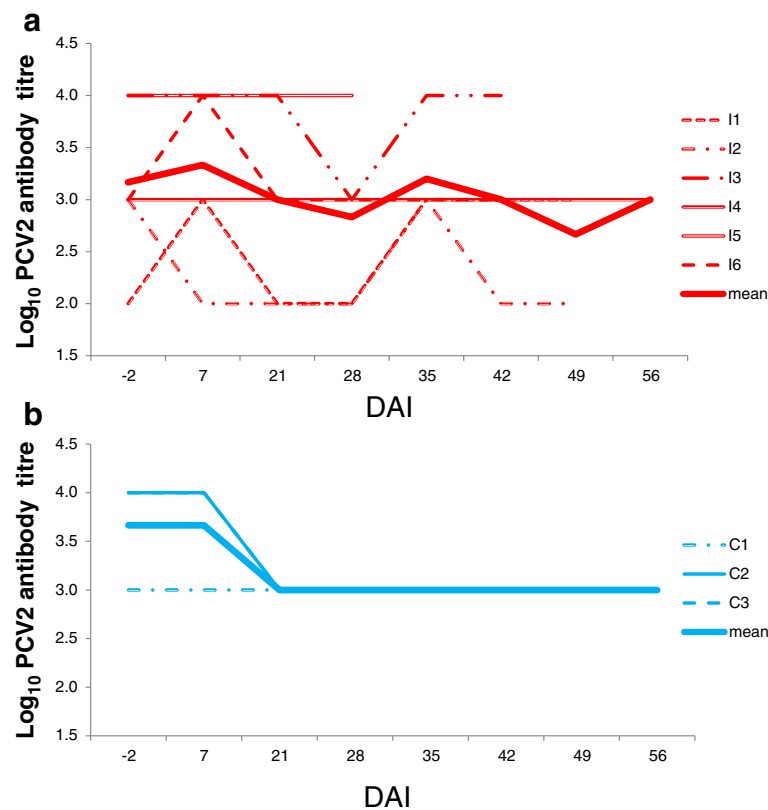 a
Log10 PCV2 antibody titre
4.5
4.0
3.5
3.0
2.5
2.0
1.5
-2 7 21 28 35 42 49 56
DAI
I1
I2
I3
I4
I5
I6
mean
b
Log10 PCV2 antibody titre
4.5
4.0
3.5
3.0
2.5
2.0
1.5
-2 7 21 28 35 42 49 56
DAI
C1
C2
C3
mean